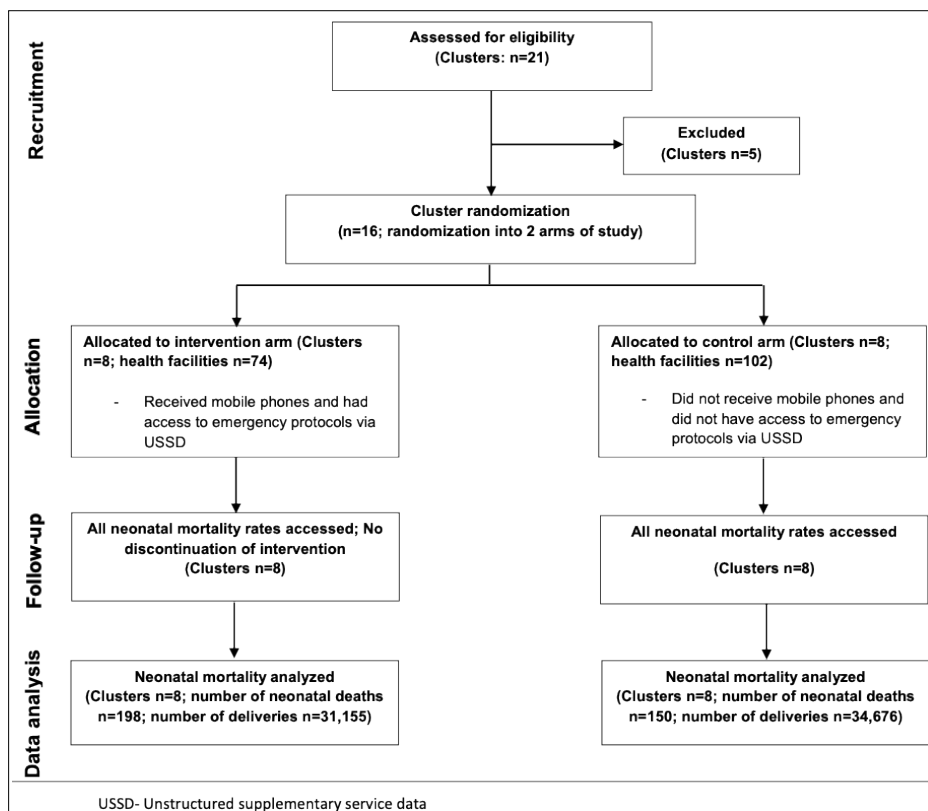 Recruitment
Assessed for eligibility
(Clusters: n=21)
Excluded
(Clusters n=5)
Cluster randomization
(n=16; randomization into 2 arms of study)
Allocation
Allocated to intervention arm (Clusters
n=8; health facilities n=74)
- Received mobile phones and had
access to emergency protocols via
USSD
Allocated to control arm (Clusters n=8;
health facilities n=102)
- Did not receive mobile phones and
did not have access to emergency
protocols via USSD
Follow-up
All neonatal mortality rates accessed; No
discontinuation of intervention
(Clusters n=8)
All neonatal mortality rates accessed
(Clusters n=8)
Data analysis
Neonatal mortality analyzed
(Clusters n=8; number of neonatal deaths
n=198; number of deliveries n=31,155)
Neonatal mortality analyzed
(Clusters n=8; number of neonatal deaths
n=150; number of deliveries n=34,676)
USSD- Unstructured supplementary service data